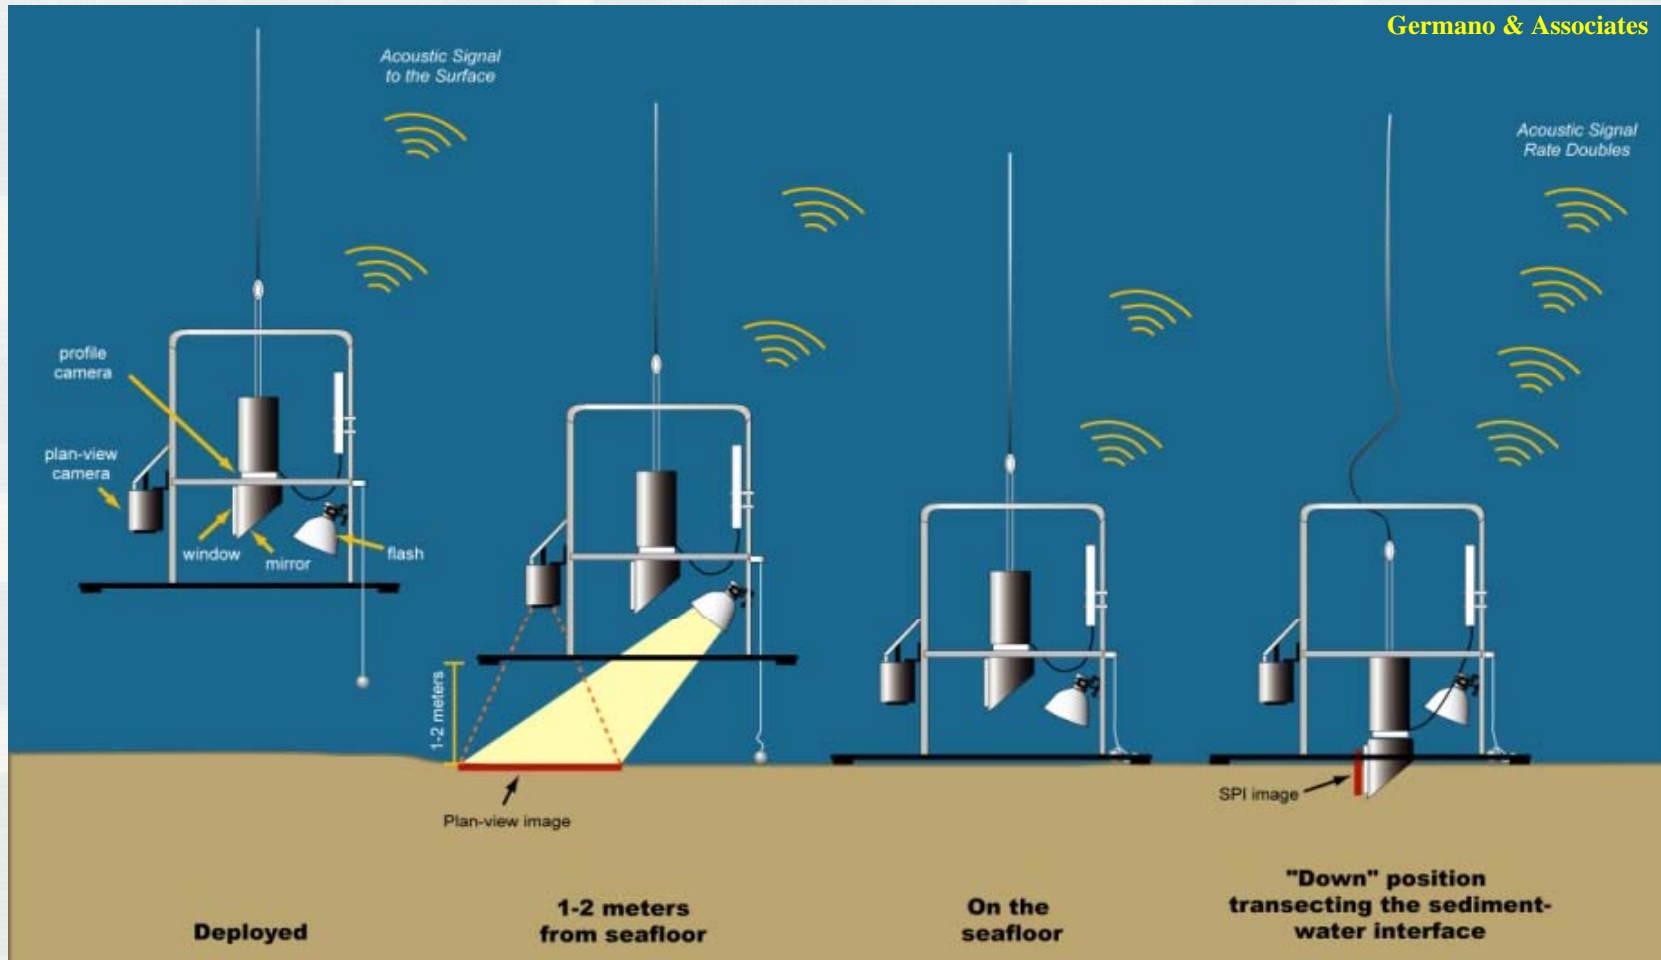 Germano & Associates
Acoustic Signal
to the Surface
Acoustic Signal
Rate Doubles
profile
camera
plan-view
camera
window
mirror
flash
1-2 meters
Plan-view image
SPI image
Deployed
1-2 meters
from seafloor
On the
seafloor
"Down" position
transecting the sediment-
water interface